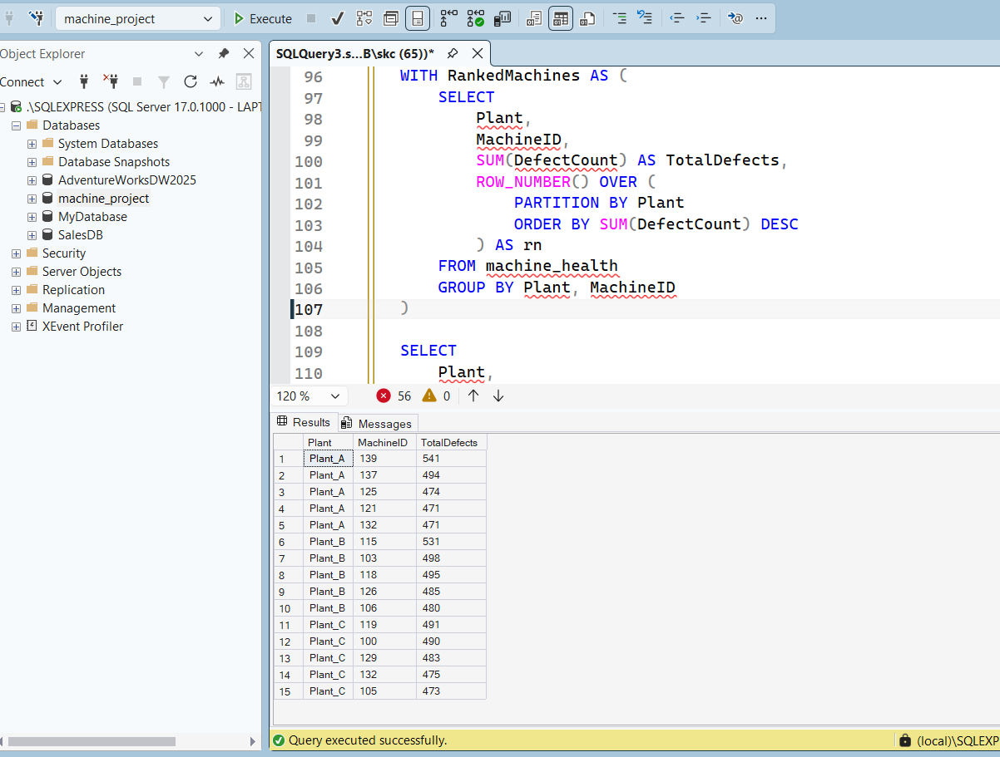 machine_project
Execute
Object Explorer
Connect
.\SQLEXPRESS (SQL Server 17.0.1000 - LAPT
Databases
System Databases
Database Snapshots
AdventureWorksDW2025
machine_project
MyDatabase
SalesDB
Security
Server Objects
Replication
Management
XEvent Profiler
SQLQuery3.s...B\skc (65))*
96 WITH RankedMachines AS (
97 SELECT
98 Plant,
99 MachineID,
100 SUM(DefectCount) AS TotalDefects,
101 ROW_NUMBER() OVER (
102 PARTITION BY Plant
103 ORDER BY SUM(DefectCount) DESC
104 ) AS rn
105 FROM machine_health
106 GROUP BY Plant, MachineID
107 )
108
109 SELECT
110 Plant,
120 % 56 0
Results Messages
Plant MachineID TotalDefects
1 Plant_A 139 541
2 Plant_A 137 494
3 Plant_A 125 474
4 Plant_A 121 471
5 Plant_A 132 471
6 Plant_B 115 531
7 Plant_B 103 498
8 Plant_B 118 495
9 Plant_B 126 485
10 Plant_B 106 480
11 Plant_C 119 491
12 Plant_C 100 490
13 Plant_C 129 483
14 Plant_C 132 475
15 Plant_C 105 473
Query executed successfully.
(local)\SQLEXP